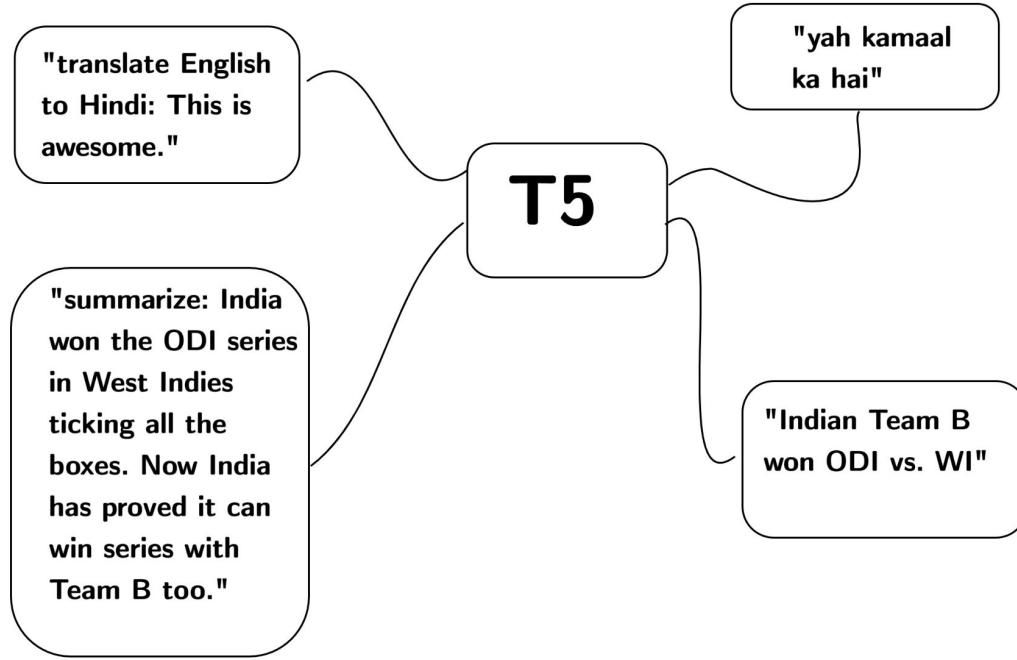 "translate English
to Hindi: This is
awesome."
"summarize: India
won the ODI series
in West Indies
ticking all the
boxes. Now India
has proved it can
win series with
Team B too."
T5
"yah kamaal
ka hai"
"Indian Team B
won ODI vs. WI"